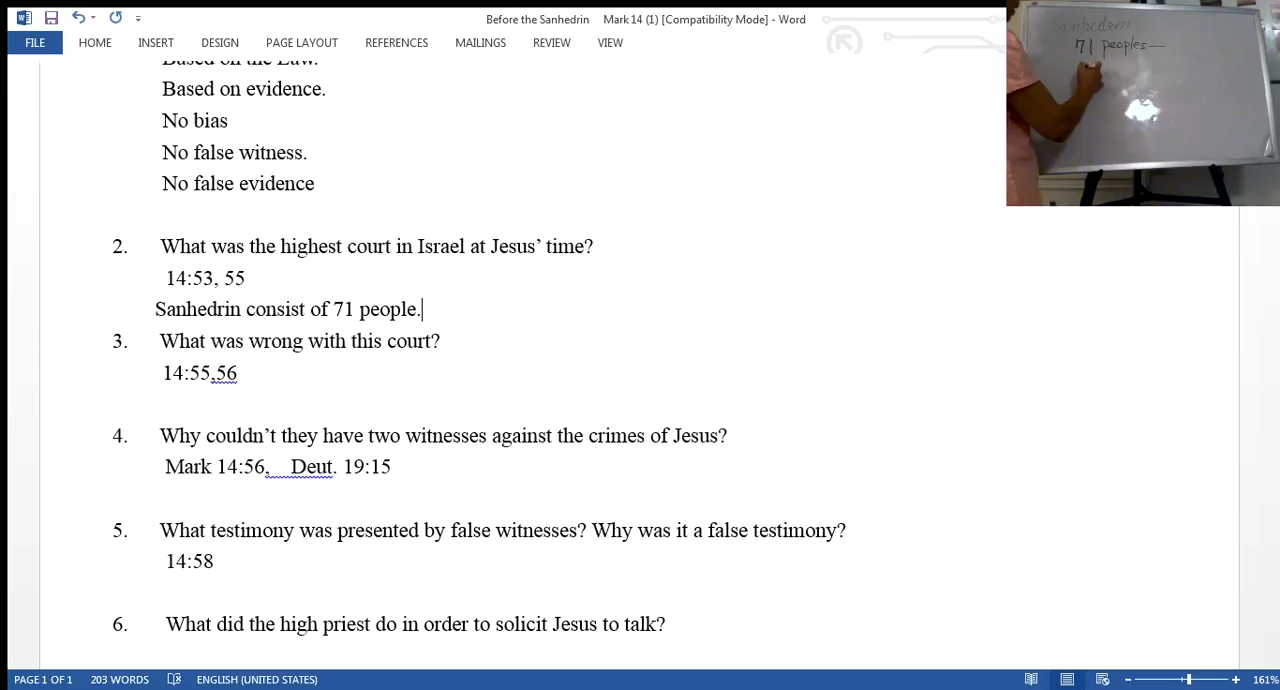 Before the Sanhedrin    Mark 14 (1) [Compatibility Mode] - Word
FILE HOME INSERT DESIGN PAGE LAYOUT REFERENCES MAILINGS REVIEW VIEW
Sanhedrin
71 peoples—
Based on the Law.
Based on evidence.
No bias
No false witness.
No false evidence
2. What was the highest court in Israel at Jesus’ time?
14:53, 55
Sanhedrin consist of 71 people.
3. What was wrong with this court?
14:55,56
4. Why couldn’t they have two witnesses against the crimes of Jesus?
Mark 14:56,    Deut. 19:15
5. What testimony was presented by false witnesses? Why was it a false testimony?
14:58
6. What did the high priest do in order to solicit Jesus to talk?
PAGE 1 OF 1 203 WORDS ENGLISH (UNITED STATES) 161%